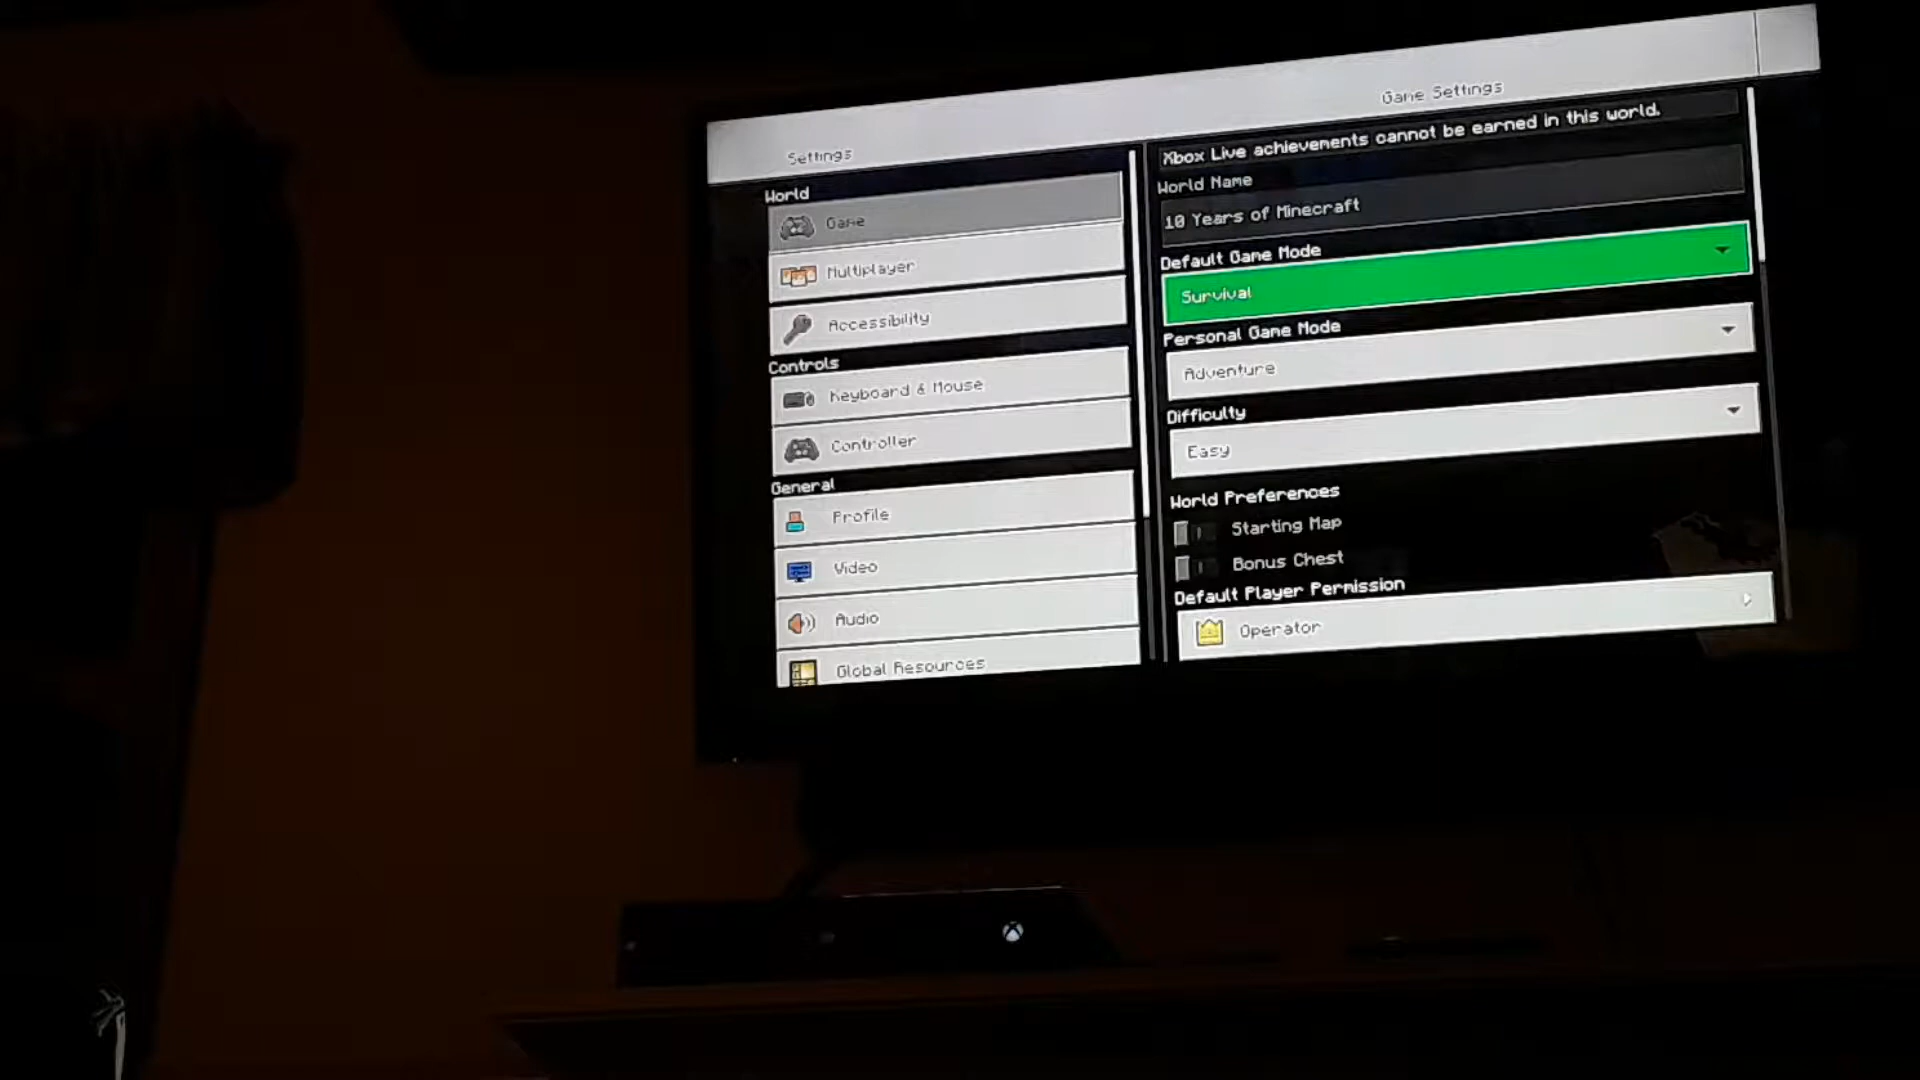 Settings
World
Game
Multiplayer
Accessibility
Controls
Keyboard & Mouse
Controller
General
Profile
Video
Audio
Global Resources
Game Settings
Xbox Live achievements cannot be earned in this world.
World Name
10 Years of Minecraft
Default Game Mode
Survival
Personal Game Mode
Adventure
Difficulty
Easy
World Preferences
Starting Map
Bonus Chest
Default Player Permission
Operator